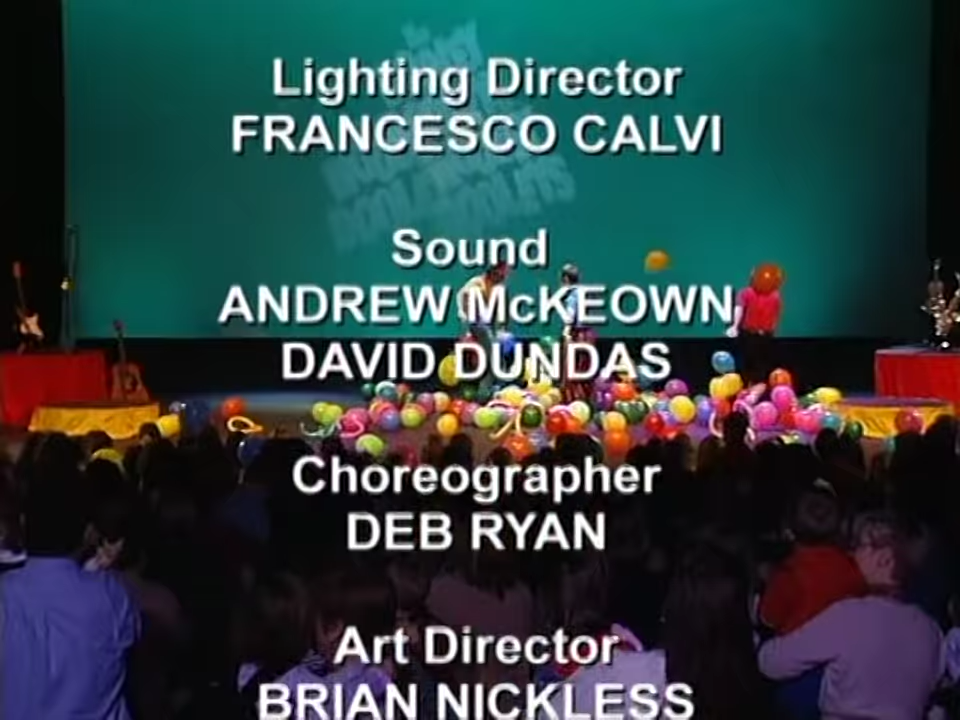 Lighting Director
FRANCESCO CALVI
Sound
ANDREW McKEOWN
DAVID DUNDAS
Choreographer
DEB RYAN
Art Director
BRIAN NICKLESS